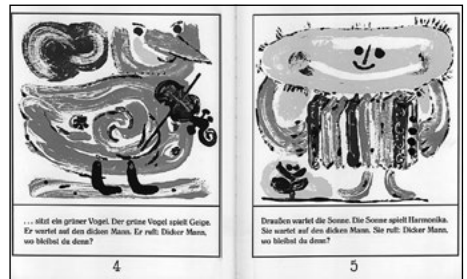 ... sitzt ein grüner Vogel. Der grüne Vogel spielt Geige.
Er wartet auf den dicken Mann. Er ruft: Dicker Mann,
wo bleibst du denn?
4
Draußen wartet die Sonne. Die Sonne spielt Harmonika.
Sie wartet auf den dicken Mann. Sie ruft: Dicker Mann,
wo bleibst du denn?
5